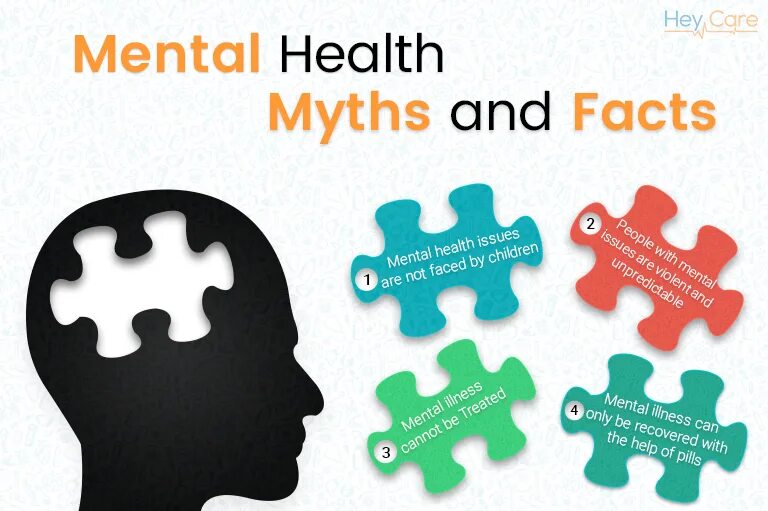 Hey Care
Mental Health
Myths and Facts
1
Mental health issues
are not faced by children
2
People with mental
issues are violent and
unpredictable
3
Mental illness
cannot be Treated
4
Mental illness can
only be recovered with
the help of pills